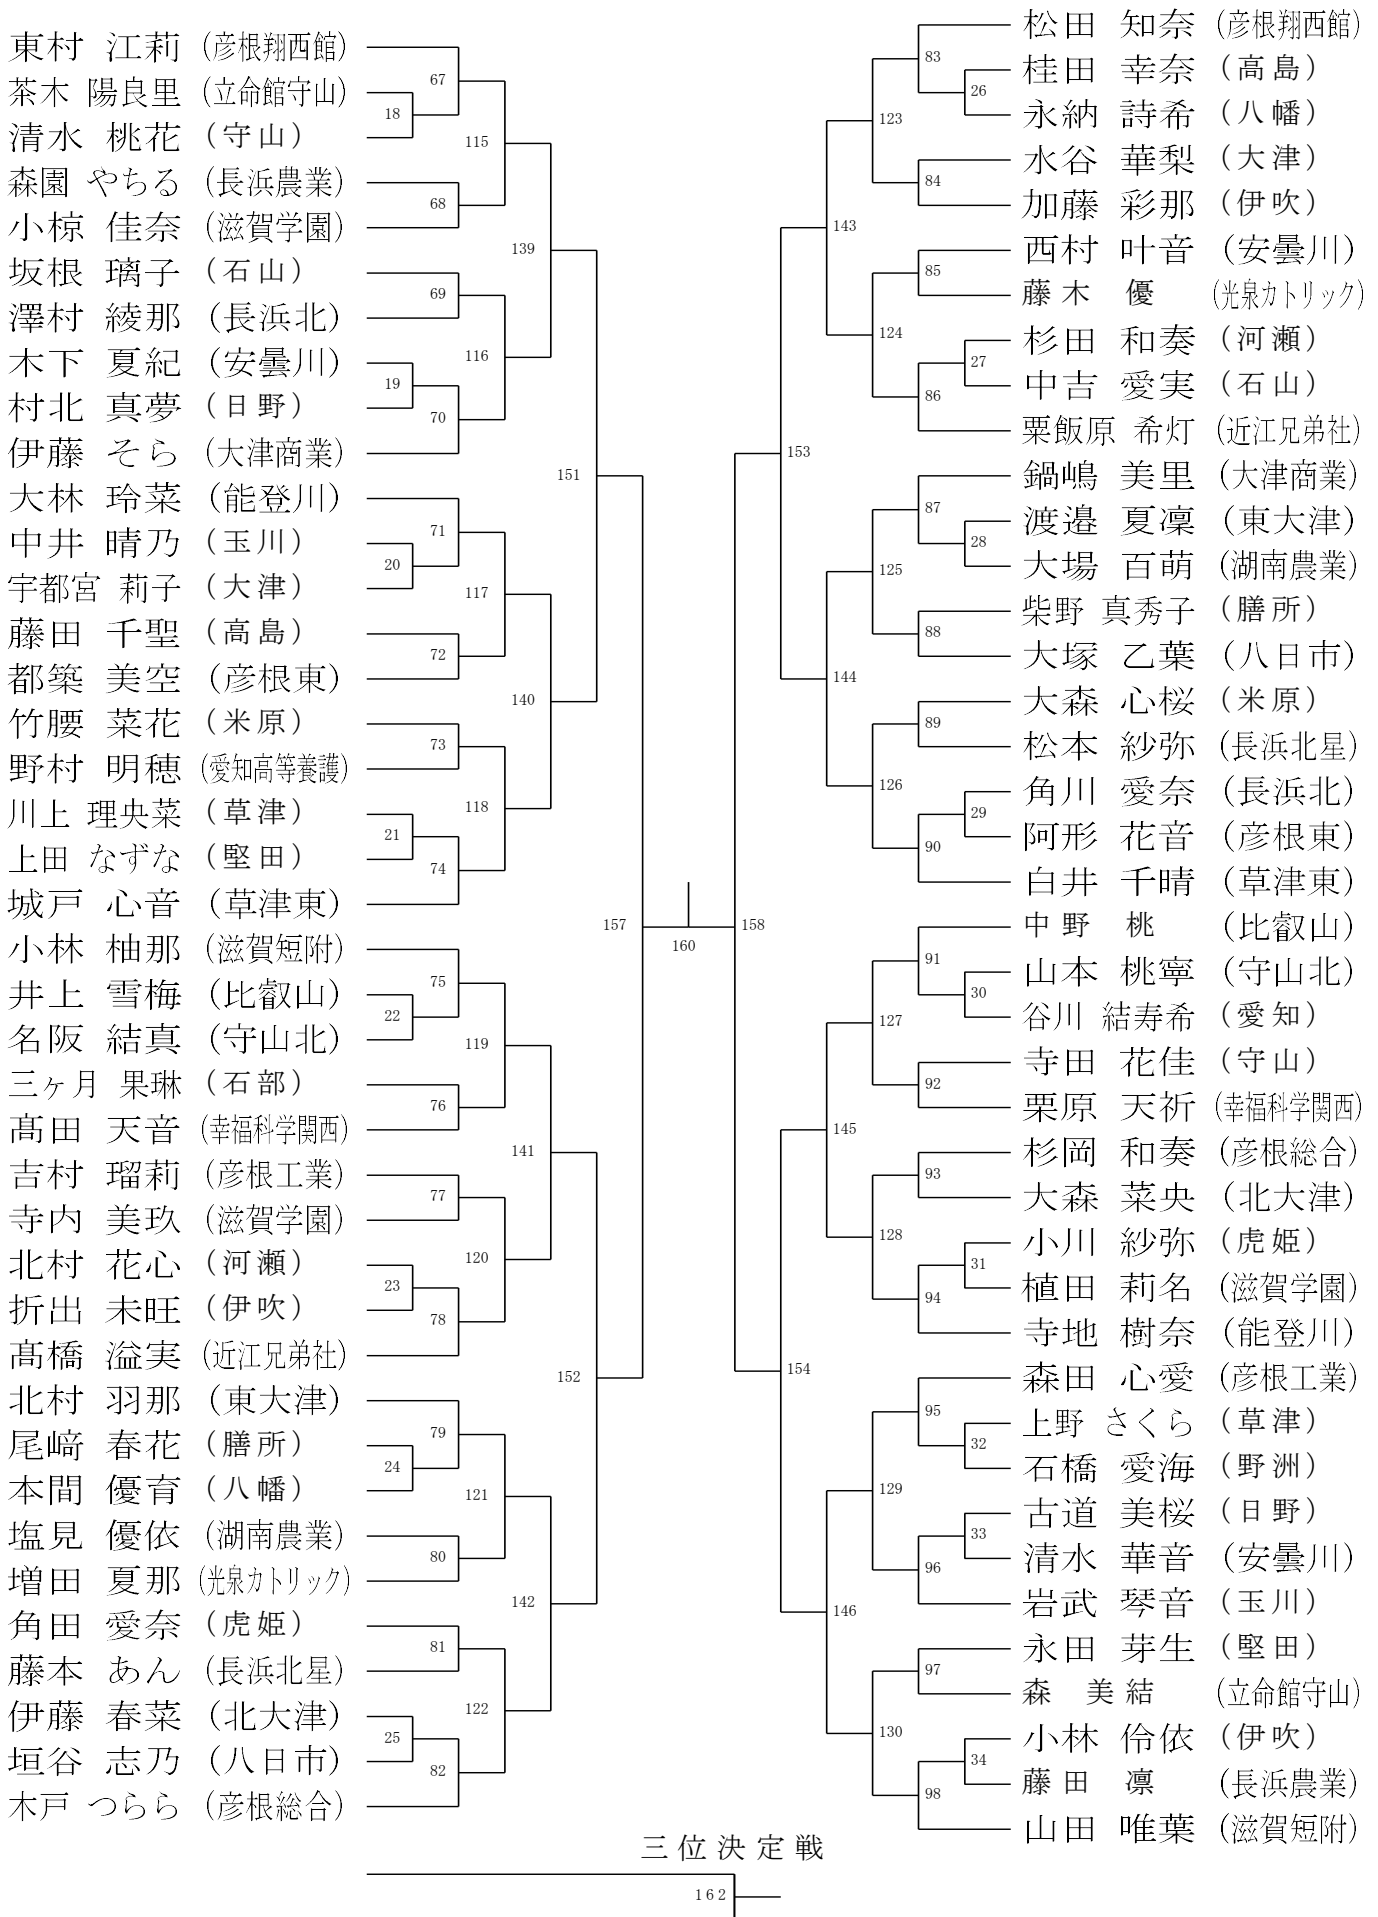 東村 江莉 (彦根翔西館)
茶木 陽良里 (立命館守山)
清水 桃花 (守山)
森園 やちる (長浜農業)
小椋 佳奈 (滋賀学園)
坂根 璃子 (石山)
澤村 綾那 (長浜北)
木下 夏紀 (安曇川)
村北 真夢 (日野)
伊藤 そら (大津商業)
大林 玲菜 (能登川)
中井 晴乃 (玉川)
宇都宮 莉子 (大津)
藤田 千聖 (高島)
都築 美空 (彦根東)
竹腰 菜花 (米原)
野村 明穂 (愛知高等養護)
川上 理央菜 (草津)
上田 なずな (堅田)
城戸 心音 (草津東)
小林 柚那 (滋賀短附)
井上 雪梅 (比叡山)
名阪 結真 (守山北)
三ヶ月 果琳 (石部)
髙田 天音 (幸福科学関西)
吉村 瑠莉 (彦根工業)
寺内 美玖 (滋賀学園)
北村 花心 (河瀬)
折出 未旺 (伊吹)
髙橋 溢実 (近江兄弟社)
北村 羽那 (東大津)
尾﨑 春花 (膳所)
本間 優育 (八幡)
塩見 優依 (湖南農業)
増田 夏那 (光泉カトリック)
角田 愛奈 (虎姫)
藤本 あん (長浜北星)
伊藤 春菜 (北大津)
垣谷 志乃 (八日市)
木戸 つらら (彦根総合)
18
19
20
21
22
23
24
25
67
68
69
70
71
72
73
74
75
76
77
78
79
80
81
82
115
116
117
118
119
120
121
122
139
140
141
142
151
152
157
160
158
153
154
143
144
145
146
123
124
125
126
127
128
129
130
83
84
85
86
87
88
89
90
91
92
93
94
95
96
97
98
26
27
28
29
30
31
32
33
34
松田 知奈 (彦根翔西館)
桂田 幸奈 (高島)
永納 詩希 (八幡)
水谷 華梨 (大津)
加藤 彩那 (伊吹)
西村 叶音 (安曇川)
藤木 優 (光泉カトリック)
杉田 和奏 (河瀬)
中吉 愛実 (石山)
粟飯原 希灯 (近江兄弟社)
鍋嶋 美里 (大津商業)
渡邉 夏凜 (東大津)
大場 百萌 (湖南農業)
柴野 真秀子 (膳所)
大塚 乙葉 (八日市)
大森 心桜 (米原)
松本 紗弥 (長浜北星)
角川 愛奈 (長浜北)
阿形 花音 (彦根東)
白井 千晴 (草津東)
中野 桃 (比叡山)
山本 桃寧 (守山北)
谷川 結寿希 (愛知)
寺田 花佳 (守山)
栗原 天祈 (幸福科学関西)
杉岡 和奏 (彦根総合)
大森 菜央 (北大津)
小川 紗弥 (虎姫)
植田 莉名 (滋賀学園)
寺地 樹奈 (能登川)
森田 心愛 (彦根工業)
上野 さくら (草津)
石橋 愛海 (野洲)
古道 美桜 (日野)
清水 華音 (安曇川)
岩武 琴音 (玉川)
永田 芽生 (堅田)
森 美結 (立命館守山)
小林 伶依 (伊吹)
藤田 凛 (長浜農業)
山田 唯葉 (滋賀短附)
三位決定戦
162